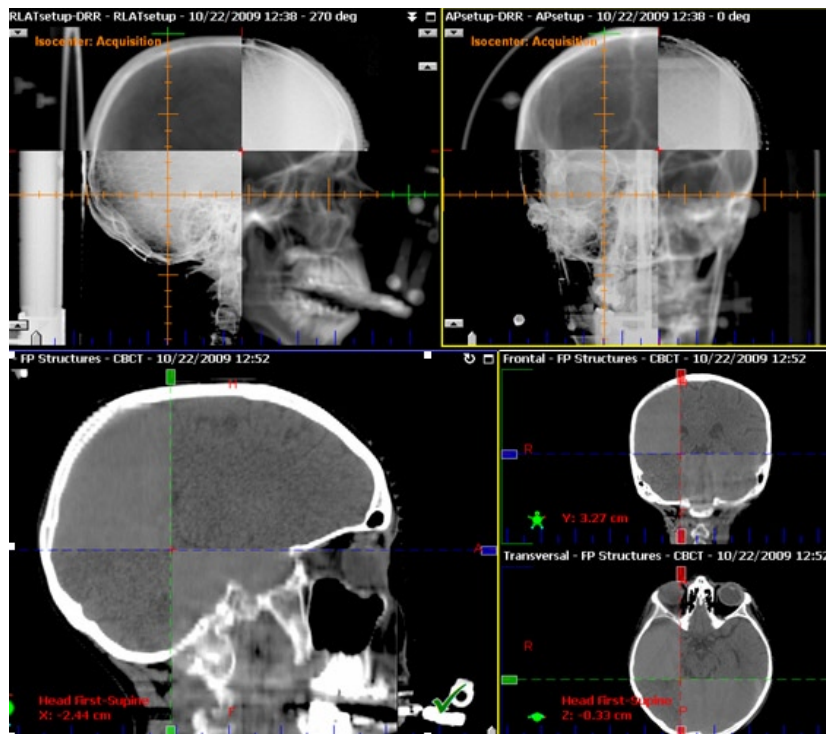 RLATsetup-DRR - RLATsetup - 10/22/2009 12:38 - 270 deg
Isocenter: Acquisition
APsetup-DRR - APsetup - 10/22/2009 12:38 - 0 deg
Isocenter: Acquisition
FP Structures - CBCT - 10/22/2009 12:52
H
A
Head First-Supine
X: -2.44 cm
F
Frontal - FP Structures - CBCT - 10/22/2009 12:52
R
Y: 3.27 cm
Transversal - FP Structures - CBCT - 10/22/2009 12:52
R
Head First-Supine
Z: -0.33 cm
P